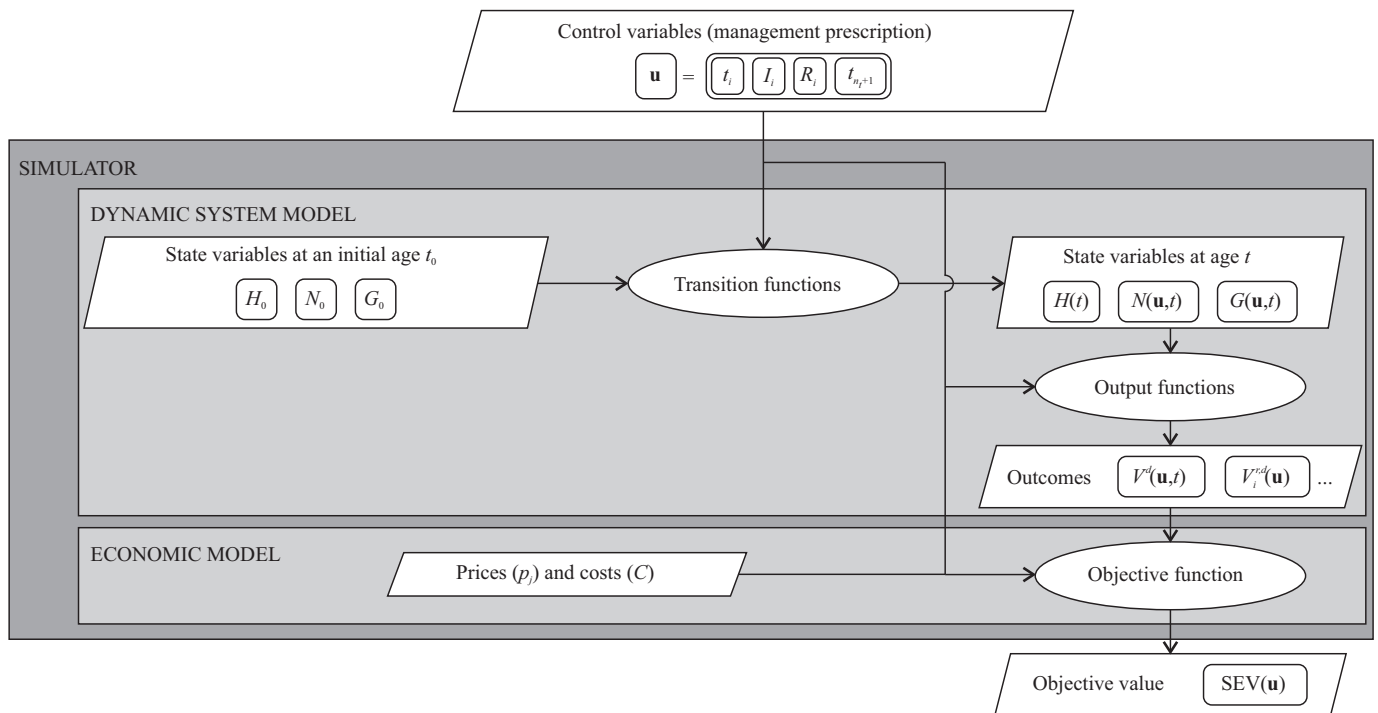 Control variables (management prescription)
u = t_i I_i R_i t_{n_t+1}
SIMULATOR
DYNAMIC SYSTEM MODEL
State variables at an initial age t_0
H_0 N_0 G_0
Transition functions
State variables at age t
H(t) N(u,t) G(u,t)
Output functions
Outcomes V^d(u,t) V_i^{r,d}(u) ...
ECONOMIC MODEL
Prices (p_j) and costs (C)
Objective function
Objective value SEV(u)